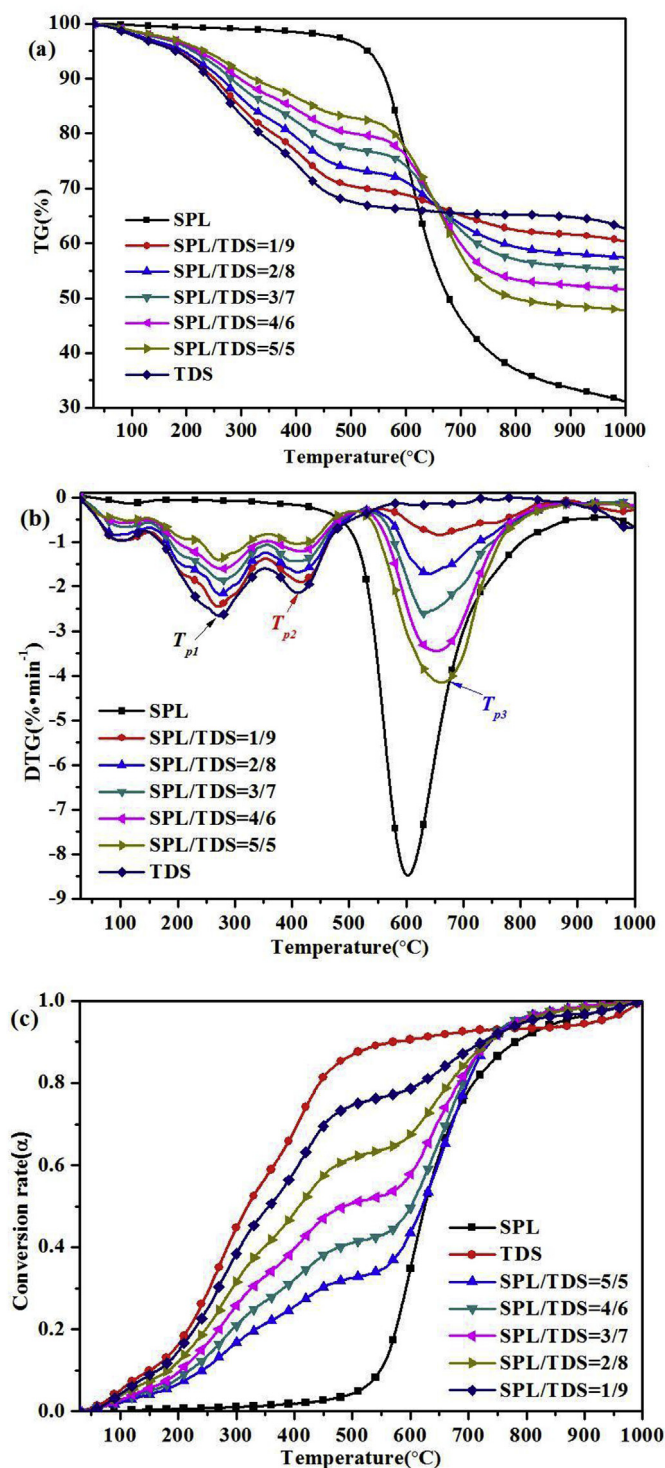 (a)
100
90
80
70
60
50
40
30
TG(%)
SPL
SPL/TDS=1/9
SPL/TDS=2/8
SPL/TDS=3/7
SPL/TDS=4/6
SPL/TDS=5/5
TDS
100 200 300 400 500 600 700 800 900 1000
Temperature(°C)
(b)
0
-1
-2
-3
-4
-5
-6
-7
-8
-9
DTG(%•min-1)
Tp1
Tp2
Tp3
SPL
SPL/TDS=1/9
SPL/TDS=2/8
SPL/TDS=3/7
SPL/TDS=4/6
SPL/TDS=5/5
TDS
100 200 300 400 500 600 700 800 900 1000
Temperature(°C)
(c)
1.0
0.8
0.6
0.4
0.2
0.0
Conversion rate(α)
SPL
TDS
SPL/TDS=5/5
SPL/TDS=4/6
SPL/TDS=3/7
SPL/TDS=2/8
SPL/TDS=1/9
100 200 300 400 500 600 700 800 900 1000
Temperature(°C)